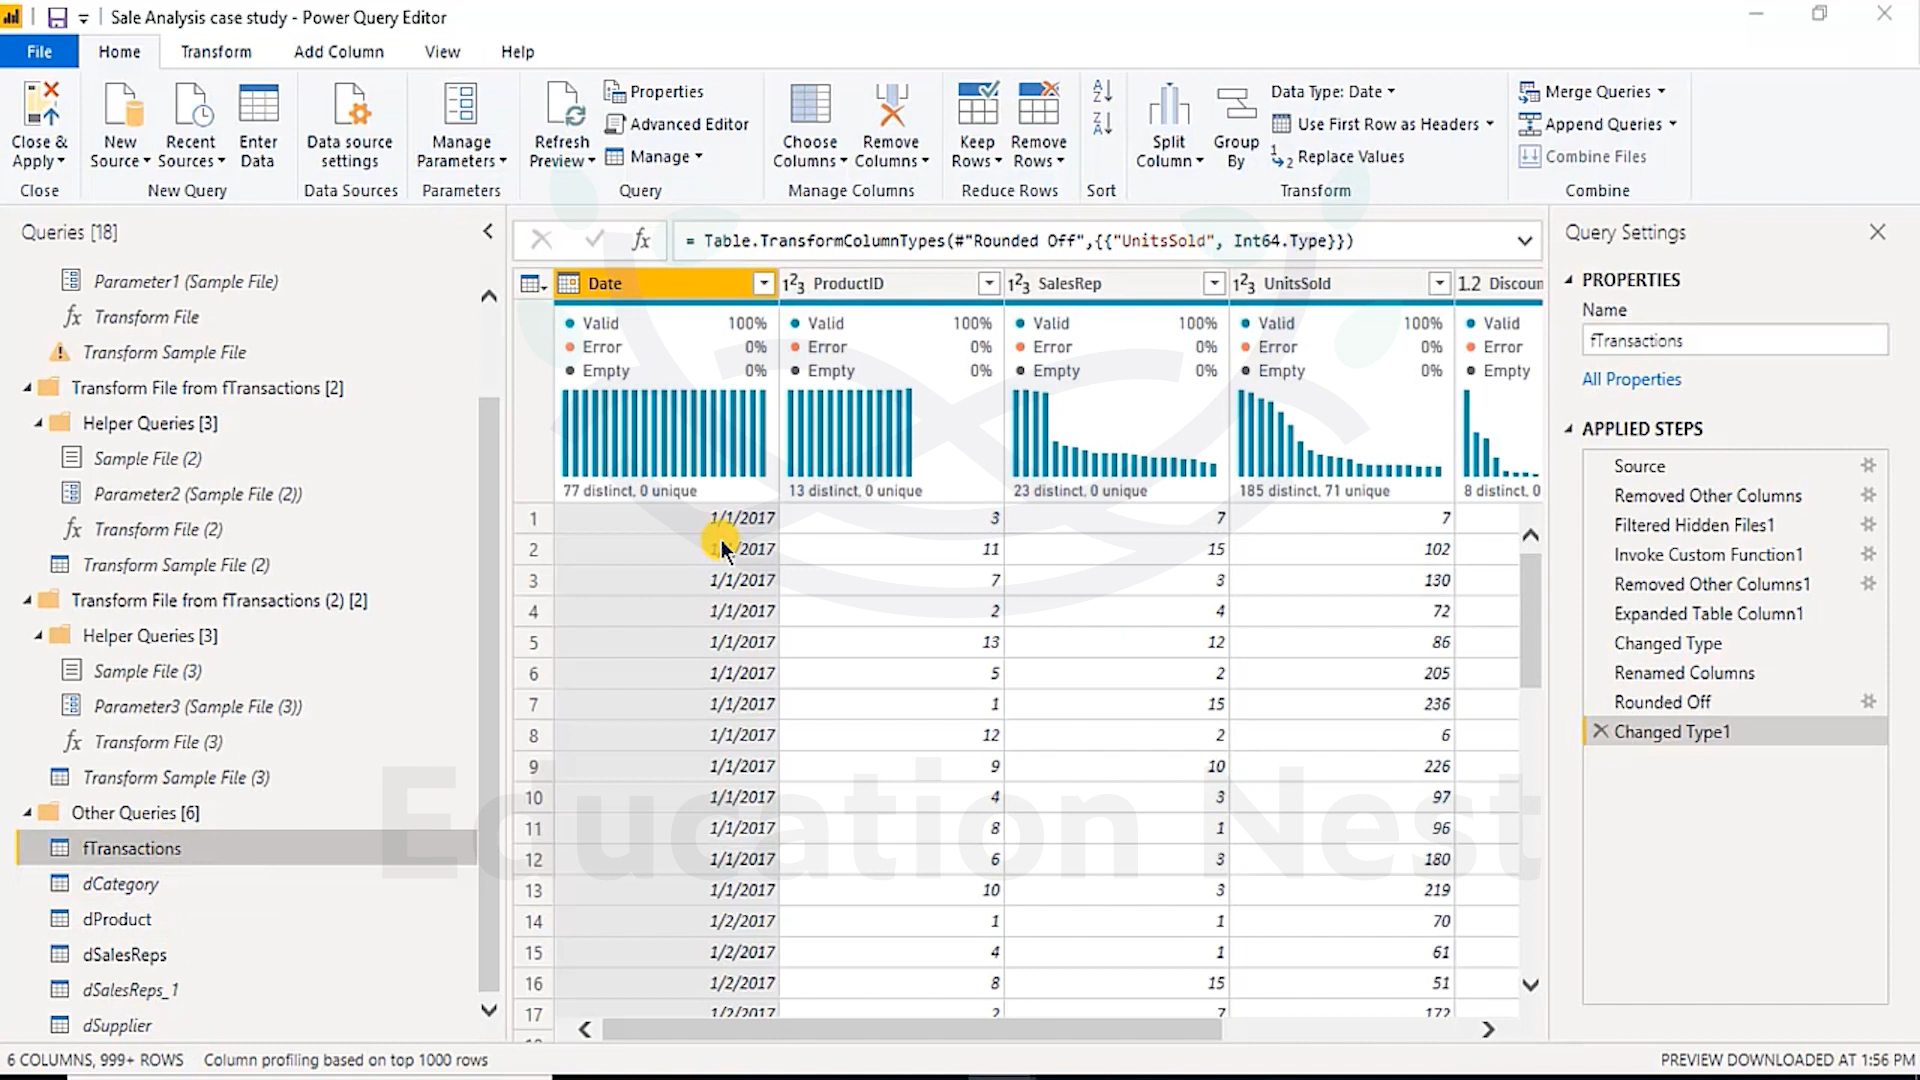 Sale Analysis case study - Power Query Editor
File Home Transform Add Column View Help
Close & Apply
New Source
Recent Sources
Enter Data
Data source settings
Manage Parameters
Refresh Preview
Properties
Advanced Editor
Manage
Choose Columns
Remove Columns
Keep Rows
Remove Rows
Split Column
Group By
Data Type: Date
Use First Row as Headers
Replace Values
Merge Queries
Append Queries
Combine Files
Close New Query Data Sources Parameters Query Manage Columns Reduce Rows Sort Transform Combine
Queries [18]
Parameter1 (Sample File)
Transform File
Transform Sample File
Transform File from fTransactions [2]
Helper Queries [3]
Sample File (2)
Parameter2 (Sample File (2))
Transform File (2)
Transform Sample File (2)
Transform File from fTransactions (2) [2]
Helper Queries [3]
Sample File (3)
Parameter3 (Sample File (3))
Transform File (3)
Transform Sample File (3)
Other Queries [6]
fTransactions
dCategory
dProduct
dSalesReps
dSalesReps_1
dSupplier
fx = Table.TransformColumnTypes(#"Rounded Off",{{"UnitsSold", Int64.Type}})
Date 123 ProductID 123 SalesRep 123 UnitsSold 1.2 Discoun
Valid 100% Valid 100% Valid 100% Valid 100% Valid
Error 0% Error 0% Error 0% Error 0% Error
Empty 0% Empty 0% Empty 0% Empty 0% Empty
77 distinct, 0 unique 13 distinct, 0 unique 23 distinct, 0 unique 185 distinct, 71 unique 8 distinct, 0
1 1/1/2017 3 7 7
2 /2017 11 15 102
3 1/1/2017 7 3 130
4 1/1/2017 2 4 72
5 1/1/2017 13 12 86
6 1/1/2017 5 2 205
7 1/1/2017 1 15 236
8 1/1/2017 12 2 6
9 1/1/2017 9 10 226
10 1/1/2017 4 3 97
11 1/1/2017 8 1 96
12 1/1/2017 6 3 180
13 1/1/2017 10 3 219
14 1/2/2017 1 1 70
15 1/2/2017 4 1 61
16 1/2/2017 8 15 51
17 1/2/2017 2 7 172
Education Nest
Query Settings
PROPERTIES
Name
fTransactions
All Properties
APPLIED STEPS
Source
Removed Other Columns
Filtered Hidden Files1
Invoke Custom Function1
Removed Other Columns1
Expanded Table Column1
Changed Type
Renamed Columns
Rounded Off
Changed Type1
6 COLUMNS, 999+ ROWS Column profiling based on top 1000 rows
PREVIEW DOWNLOADED AT 1:56 PM